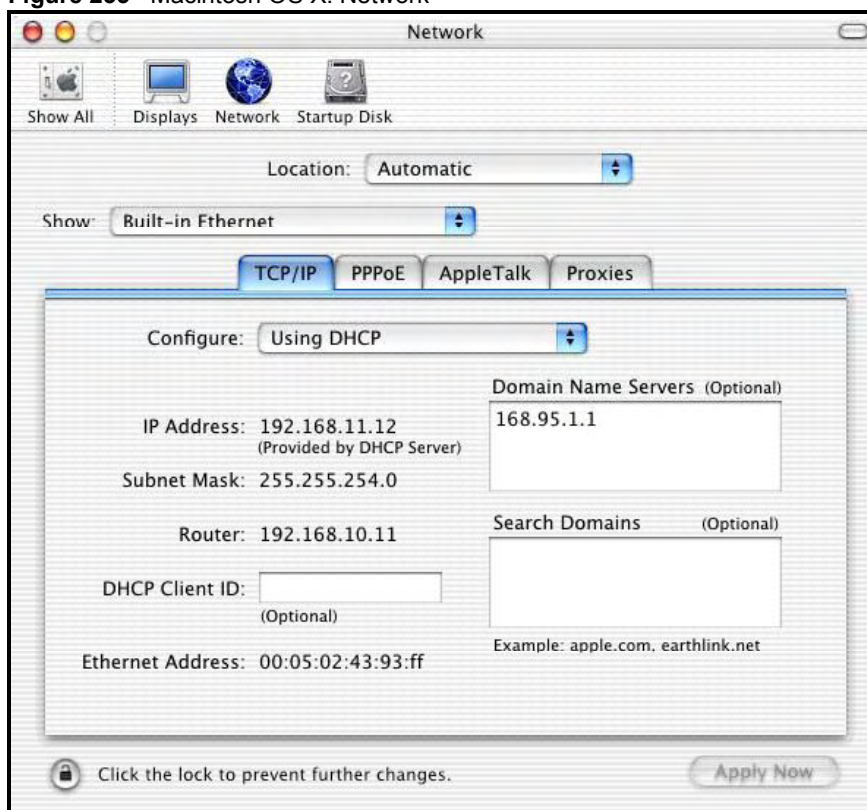 Macintosh OS X: Network
Network
Show All
Displays
Network
Startup Disk
Location: Automatic
Show: Built-in Ethernet
TCP/IP
PPPoE
AppleTalk
Proxies
Configure: Using DHCP
Domain Name Servers (Optional)
168.95.1.1
IP Address: 192.168.11.12
(Provided by DHCP Server)
Subnet Mask: 255.255.254.0
Router: 192.168.10.11
Search Domains (Optional)
DHCP Client ID:
(Optional)
Example: apple.com, earthlink.net
Ethernet Address: 00:05:02:43:93:ff
Click the lock to prevent further changes.
Apply Now